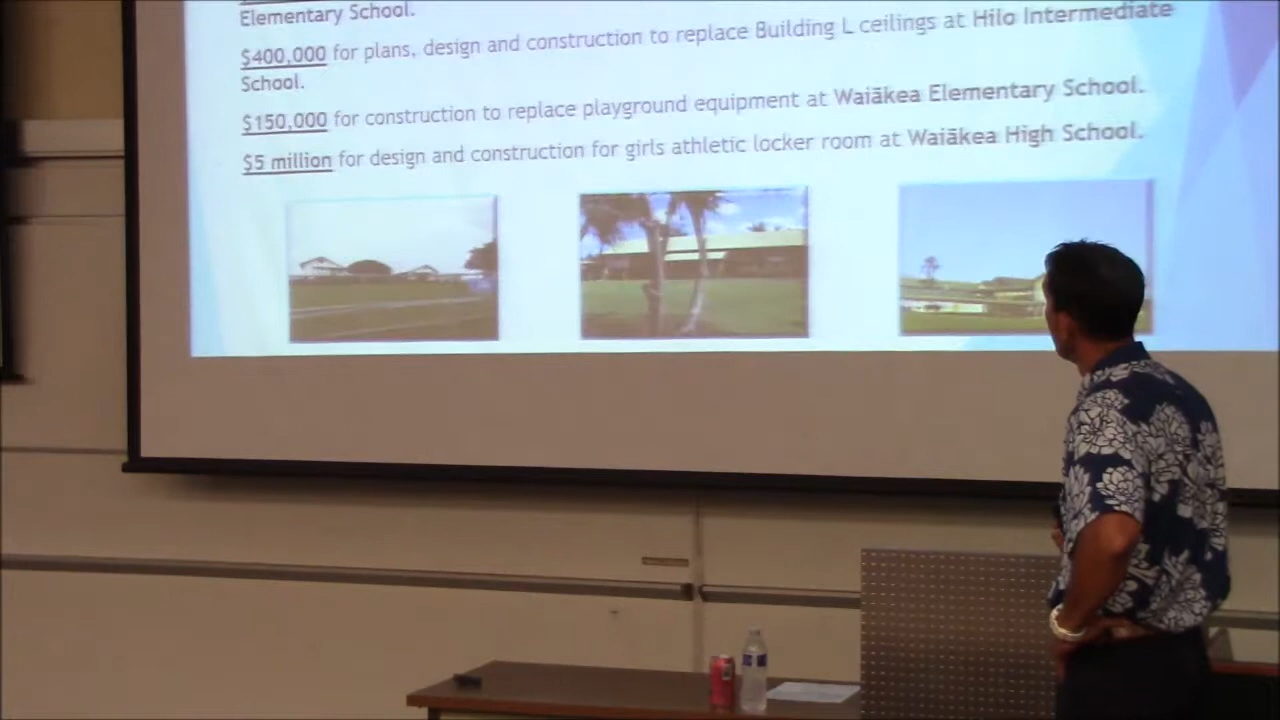 Elementary School.
$400,000 for plans, design and construction to replace Building L ceilings at Hilo Intermediate
School.
$150,000 for construction to replace playground equipment at Waiākea Elementary School.
$5 million for design and construction for girls athletic locker room at Waiākea High School.